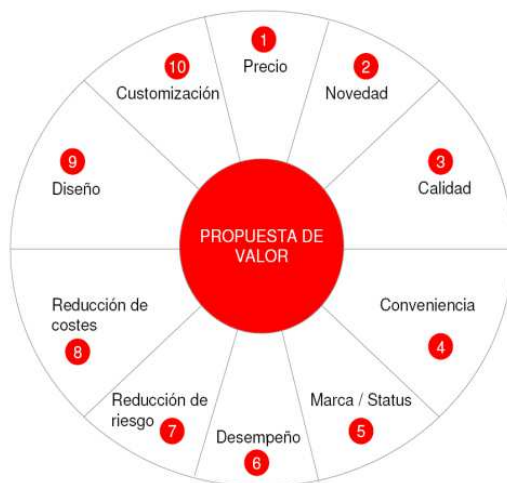 1
Precio
2
Novedad
3
Calidad
Conveniencia
4
Marca / Status
5
Desempeño
6
Reducción de
riesgo
7
Reducción de
costes
8
9
Diseño
10
Customización
PROPUESTA DE
VALOR